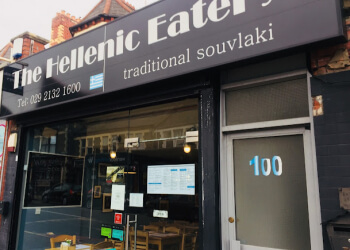 The Hellenic Eatery
traditional souvlaki
Tel: 029 2132 1600
100